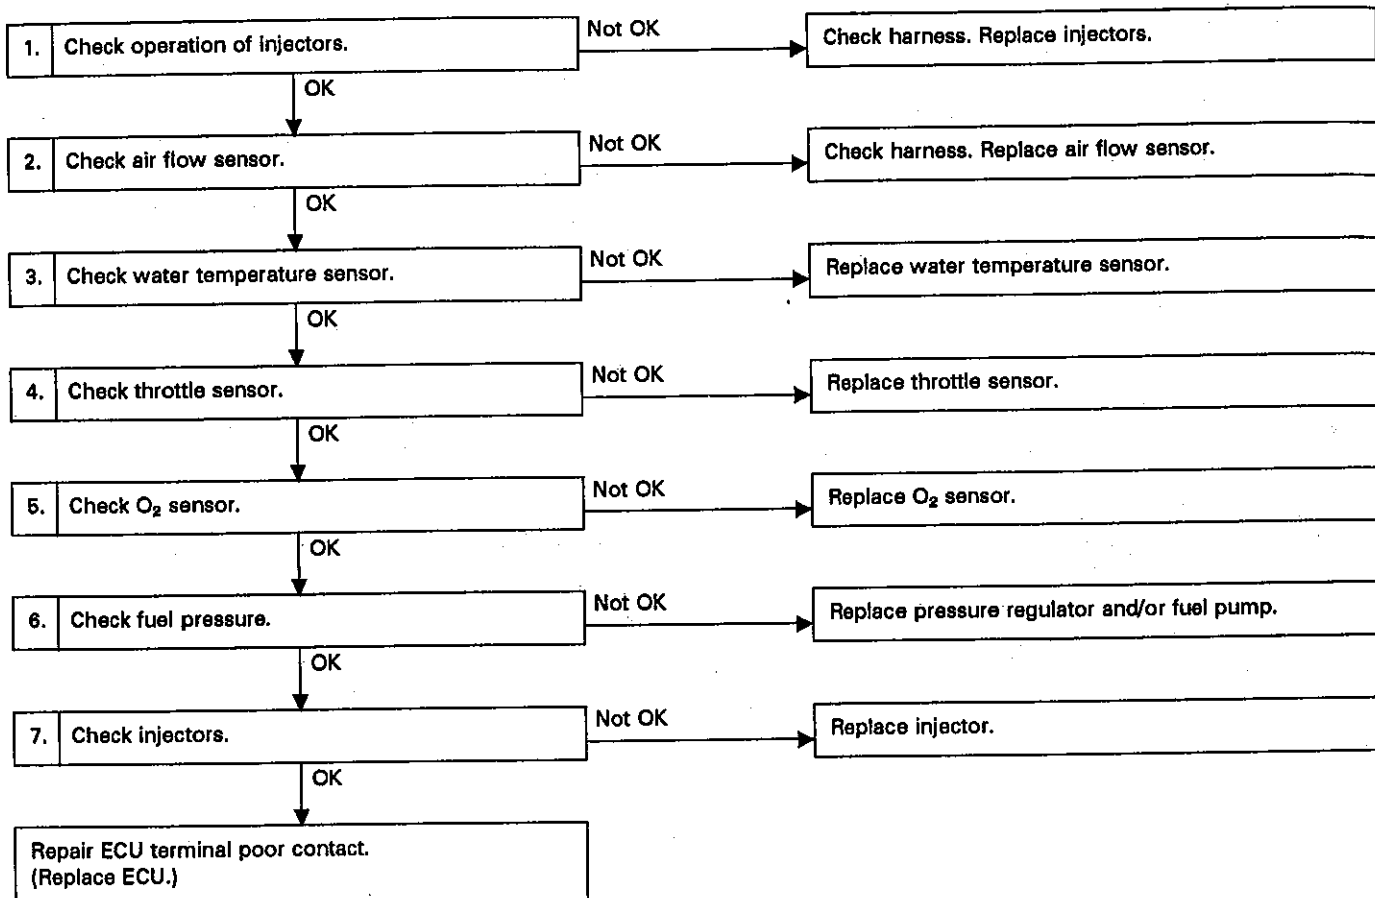 1. Check operation of injectors.
Not OK
Check harness. Replace injectors.
OK
2. Check air flow sensor.
Not OK
Check harness. Replace air flow sensor.
OK
3. Check water temperature sensor.
Not OK
Replace water temperature sensor.
OK
4. Check throttle sensor.
Not OK
Replace throttle sensor.
OK
5. Check O₂ sensor.
Not OK
Replace O₂ sensor.
OK
6. Check fuel pressure.
Not OK
Replace pressure regulator and/or fuel pump.
OK
7. Check injectors.
Not OK
Replace injector.
OK
Repair ECU terminal poor contact.
(Replace ECU.)